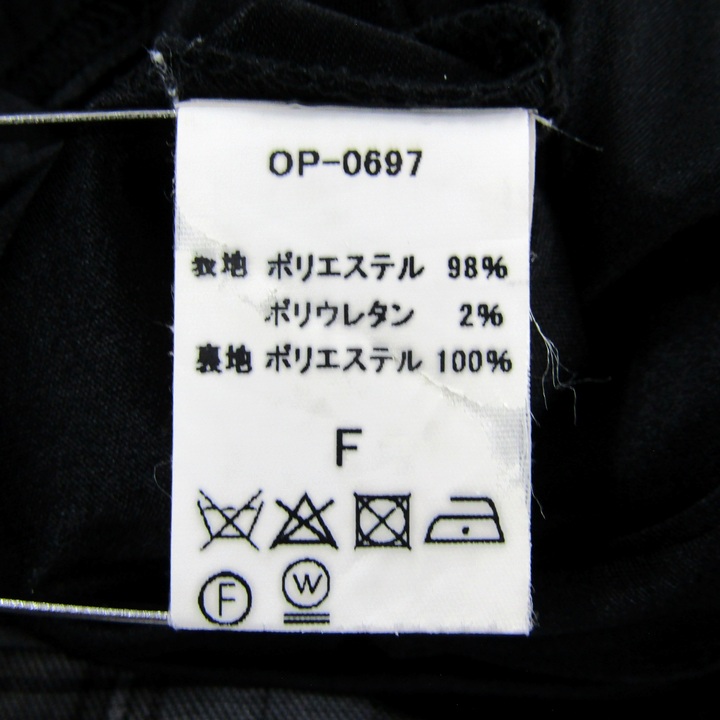 OP-0697
表地 ポリエステル 98%
ポリウレタン 2%
裏地 ポリエステル 100%
F
F W